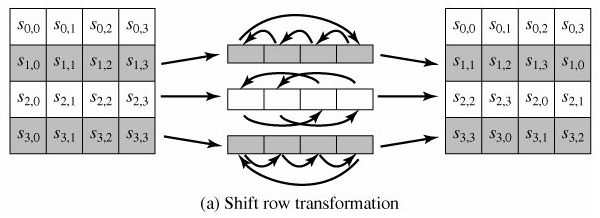 s0,0 s0,1 s0,2 s0,3 s0,0 s0,1 s0,2 s0,3
s1,0 s1,1 s1,2 s1,3 s1,1 s1,2 s1,3 s1,0
s2,0 s2,1 s2,2 s2,3 s2,2 s2,3 s2,0 s2,1
s3,0 s3,1 s3,2 s3,3 s3,3 s3,0 s3,1 s3,2
(a) Shift row transformation